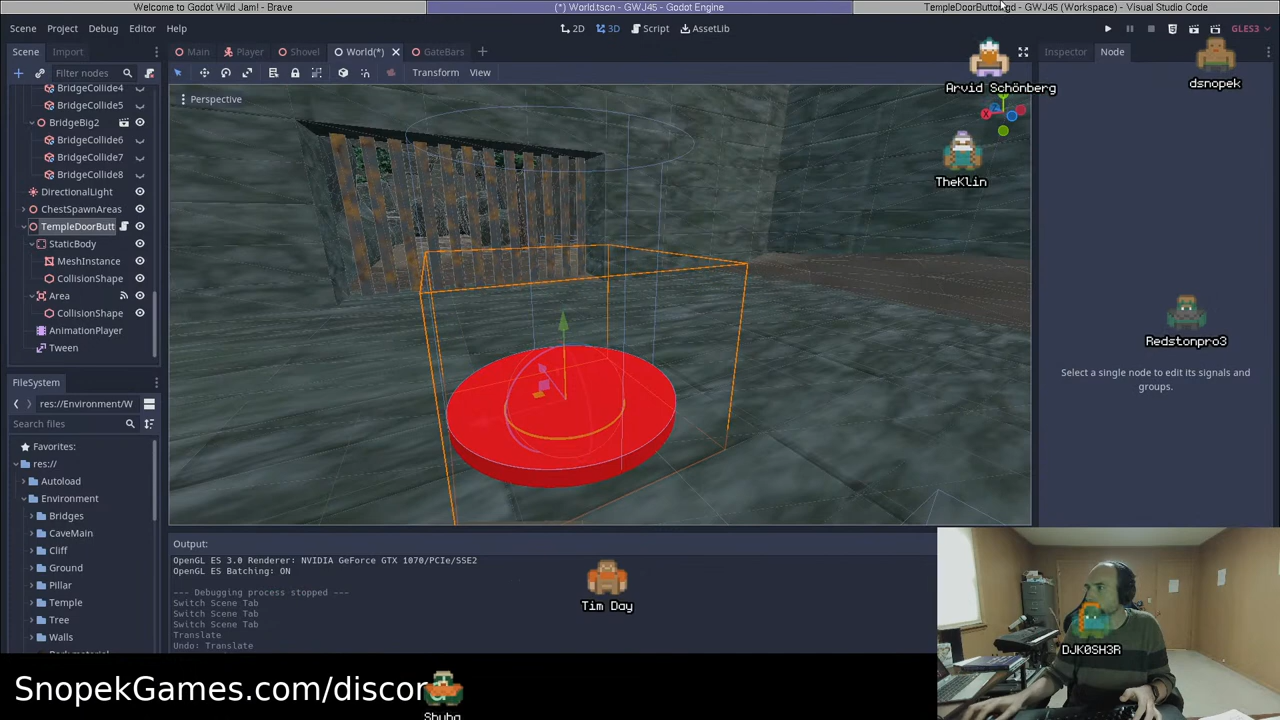 Welcome to Godot Wild Jam! - Brave
(*) World.tscn - GWJ45 - Godot Engine
TempleDoorButton.gd - GWJ45 (Workspace) - Visual Studio Code
Scene Project Debug Editor Help
2D 3D Script AssetLib
GLES3
Scene Import
Main Player Shovel World(*) GateBars
Inspector Node
Filter nodes
Transform View
Perspective
BridgeCollide4
BridgeCollide5
BridgeBig2
BridgeCollide6
BridgeCollide7
BridgeCollide8
DirectionalLight
ChestSpawnAreas
TempleDoorButt
StaticBody
MeshInstance
CollisionShape
Area
CollisionShape
AnimationPlayer
Tween
FileSystem
res://Environment/W
Search files
Favorites:
res://
Autoload
Environment
Bridges
CaveMain
Cliff
Ground
Pillar
Temple
Tree
Walls
Output:
OpenGL ES 3.0 Renderer: NVIDIA GeForce GTX 1070/PCIe/SSE2
OpenGL ES Batching: ON
--- Debugging process stopped ---
Switch Scene Tab
Switch Scene Tab
Switch Scene Tab
Translate
Undo: Translate
Select a single node to edit its signals and
groups.
Arvid Schönberg
dsnopek
TheKlin
Redstonpro3
Tim Day
DJK0SH3R
SnopekGames.com/discord